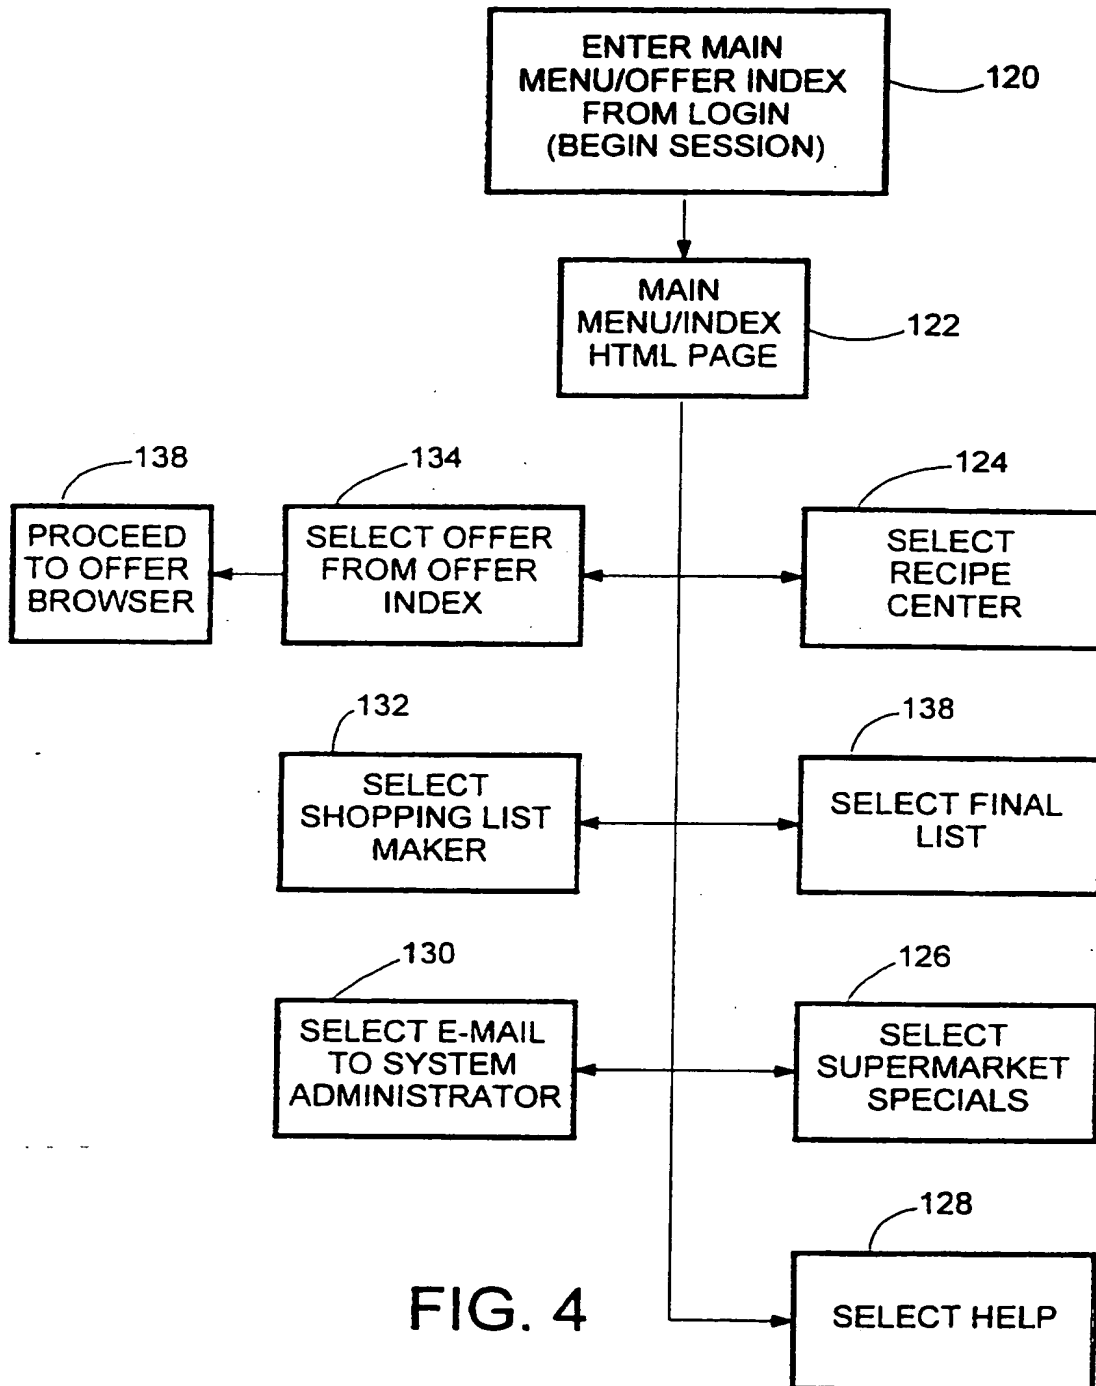 ENTER MAIN
MENU/OFFER INDEX
FROM LOGIN
(BEGIN SESSION)
120
MAIN
MENU/INDEX
HTML PAGE
122
138
PROCEED
TO OFFER
BROWSER
134
SELECT OFFER
FROM OFFER
INDEX
124
SELECT
RECIPE
CENTER
132
SELECT
SHOPPING LIST
MAKER
138
SELECT FINAL
LIST
130
SELECT E-MAIL
TO SYSTEM
ADMINISTRATOR
126
SELECT
SUPERMARKET
SPECIALS
128
SELECT HELP
FIG. 4